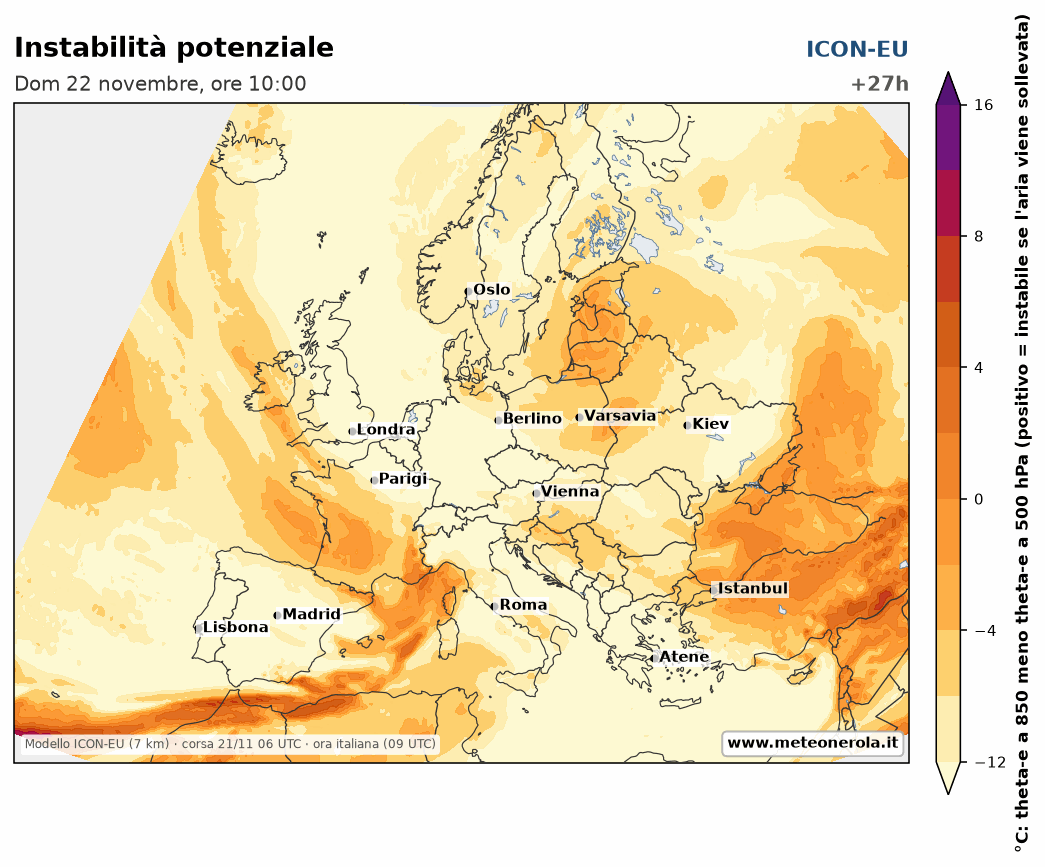 Instabilità potenziale
ICON-EU
Dom 22 novembre, ore 10:00
+27h
Oslo
Londra
Berlino
Varsavia
Kiev
Parigi
Vienna
Madrid
Lisbona
Roma
Istanbul
Atene
Modello ICON-EU (7 km) · corsa 21/11 06 UTC · ora italiana (09 UTC)
www.meteonerola.it
16
8
4
0
−4
−12
°C: theta-e a 850 meno theta-e a 500 hPa (positivo = instabile se l'aria viene sollevata)